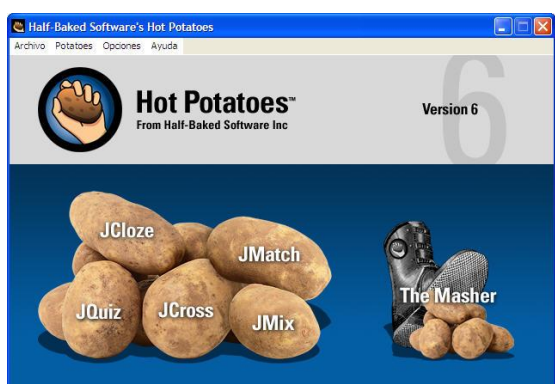 Half-Baked Software's Hot Potatoes
Archivo Potatoes Opciones Ayuda
Hot Potatoes™
From Half-Baked Software Inc
Version 6
6
JCloze
JMatch
JQuiz
JCross
JMix
The Masher